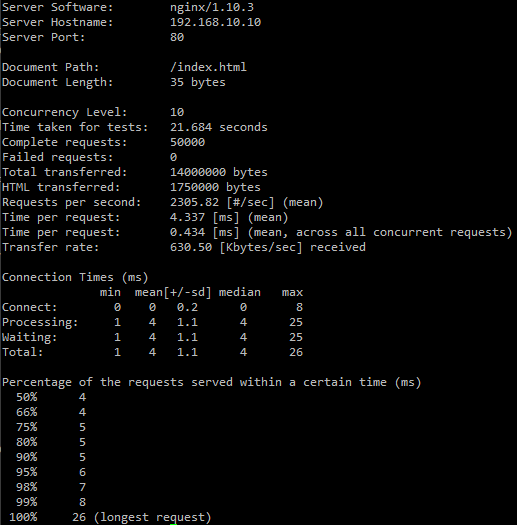 Server Software:        nginx/1.10.3
Server Hostname:        192.168.10.10
Server Port:            80

Document Path:          /index.html
Document Length:        35 bytes

Concurrency Level:      10
Time taken for tests:   21.684 seconds
Complete requests:      50000
Failed requests:        0
Total transferred:      14000000 bytes
HTML transferred:       1750000 bytes
Requests per second:    2305.82 [#/sec] (mean)
Time per request:       4.337 [ms] (mean)
Time per request:       0.434 [ms] (mean, across all concurrent requests)
Transfer rate:          630.50 [Kbytes/sec] received

Connection Times (ms)
              min  mean[+/-sd] median   max
Connect:        0    0   0.2      0       8
Processing:     1    4   1.1      4      25
Waiting:        1    4   1.1      4      25
Total:          1    4   1.1      4      26

Percentage of the requests served within a certain time (ms)
  50%      4
  66%      4
  75%      5
  80%      5
  90%      5
  95%      6
  98%      7
  99%      8
 100%     26 (longest request)